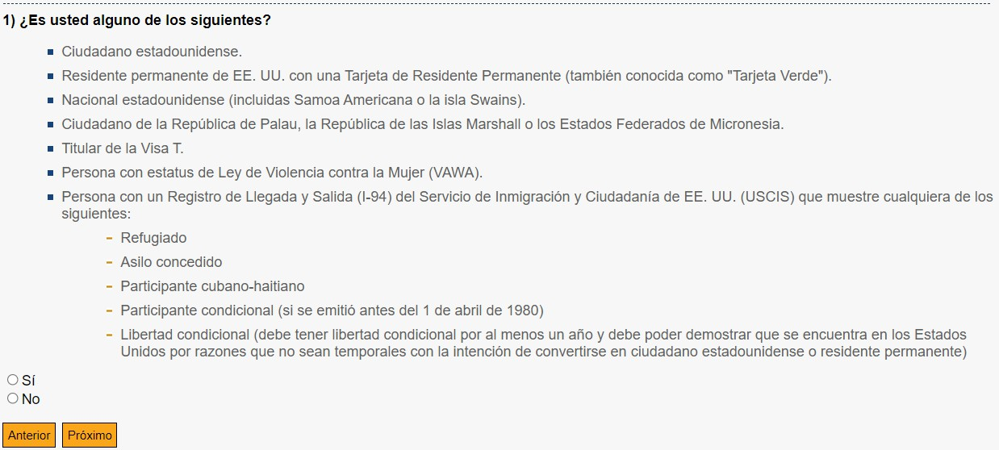 1) ¿Es usted alguno de los siguientes?
Ciudadano estadounidense.
Residente permanente de EE. UU. con una Tarjeta de Residente Permanente (también conocida como "Tarjeta Verde").
Nacional estadounidense (incluidas Samoa Americana o la isla Swains).
Ciudadano de la República de Palau, la República de las Islas Marshall o los Estados Federados de Micronesia.
Titular de la Visa T.
Persona con estatus de Ley de Violencia contra la Mujer (VAWA).
Persona con un Registro de Llegada y Salida (I-94) del Servicio de Inmigración y Ciudadanía de EE. UU. (USCIS) que muestre cualquiera de los
siguientes:
– Refugiado
– Asilo concedido
– Participante cubano-haitiano
– Participante condicional (si se emitió antes del 1 de abril de 1980)
– Libertad condicional (debe tener libertad condicional por al menos un año y debe poder demostrar que se encuentra en los Estados
Unidos por razones que no sean temporales con la intención de convertirse en ciudadano estadounidense o residente permanente)
Sí
No
Anterior Próximo